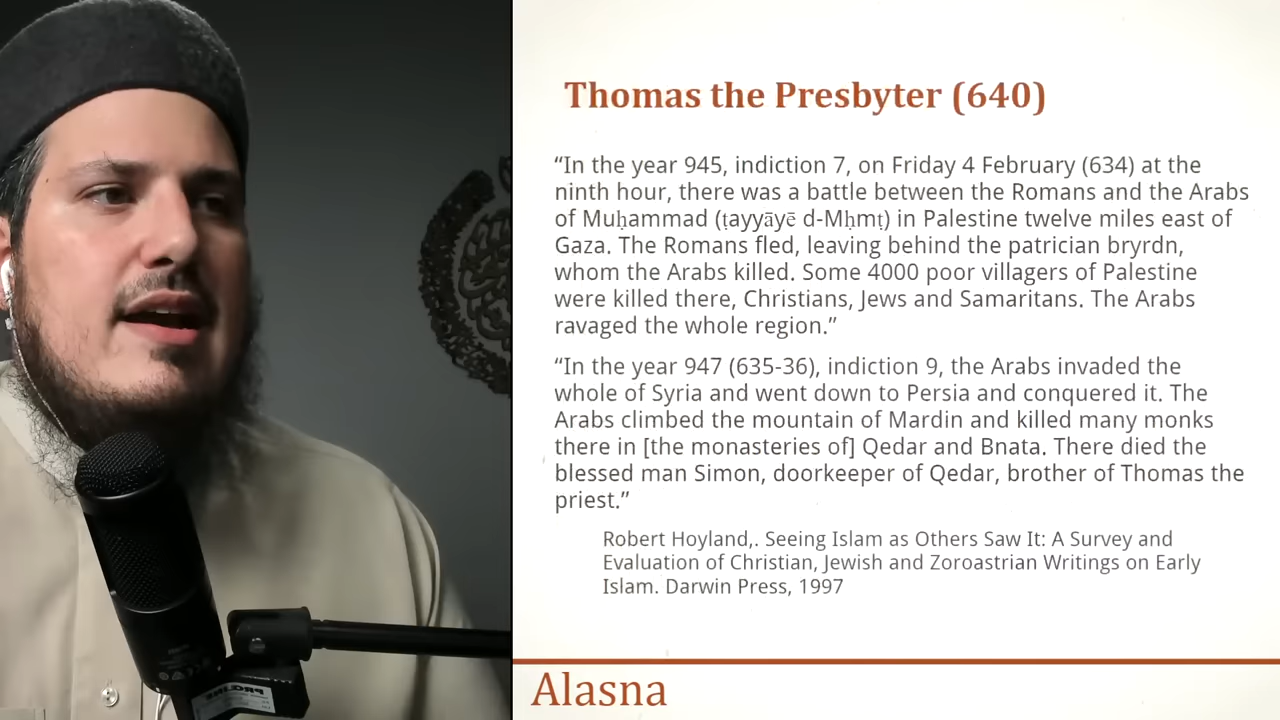 Thomas the Presbyter (640)
“In the year 945, indiction 7, on Friday 4 February (634) at the
ninth hour, there was a battle between the Romans and the Arabs
of Muḥammad (ṭayyāyē d-Mḥmṭ) in Palestine twelve miles east of
Gaza. The Romans fled, leaving behind the patrician bryrdn,
whom the Arabs killed. Some 4000 poor villagers of Palestine
were killed there, Christians, Jews and Samaritans. The Arabs
ravaged the whole region.”
“In the year 947 (635-36), indiction 9, the Arabs invaded the
whole of Syria and went down to Persia and conquered it. The
Arabs climbed the mountain of Mardin and killed many monks
there in [the monasteries of] Qedar and Bnata. There died the
blessed man Simon, doorkeeper of Qedar, brother of Thomas the
priest.”
Robert Hoyland,. Seeing Islam as Others Saw It: A Survey and
Evaluation of Christian, Jewish and Zoroastrian Writings on Early
Islam. Darwin Press, 1997
Alasna